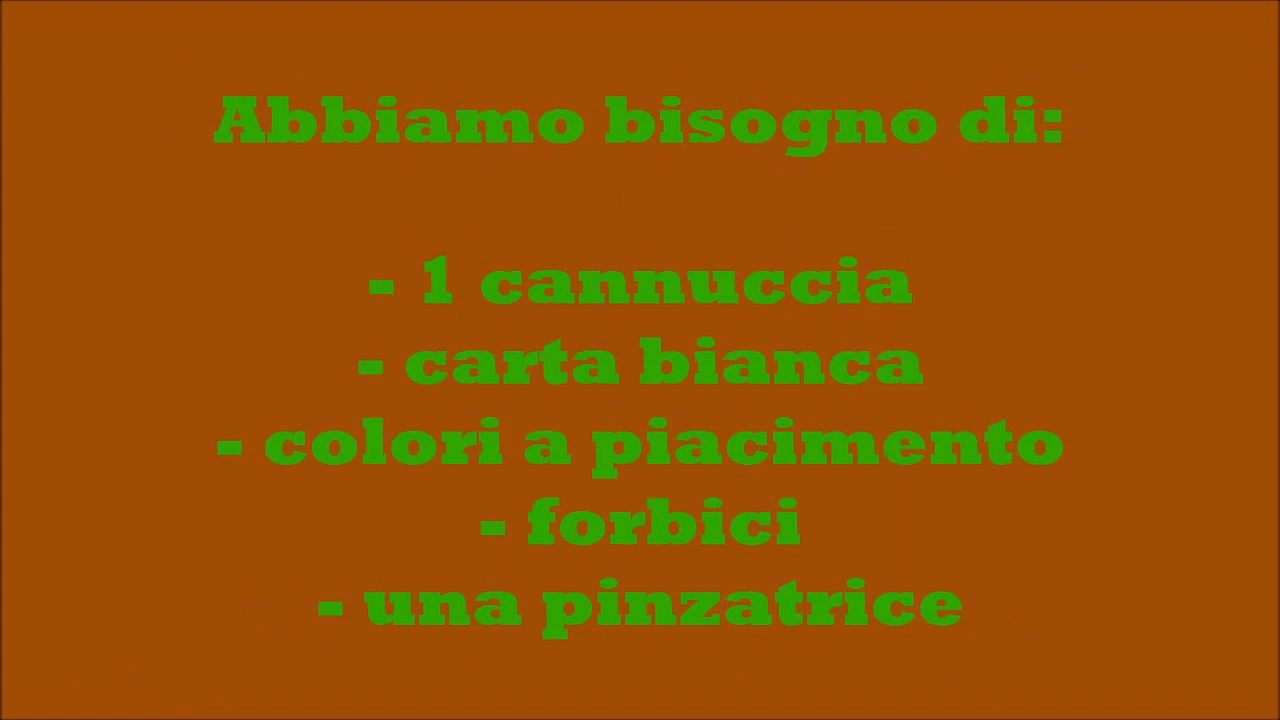 Abbiamo bisogno di:
- 1 cannuccia
- carta bianca
- colori a piacimento
- forbici
- una pinzatrice